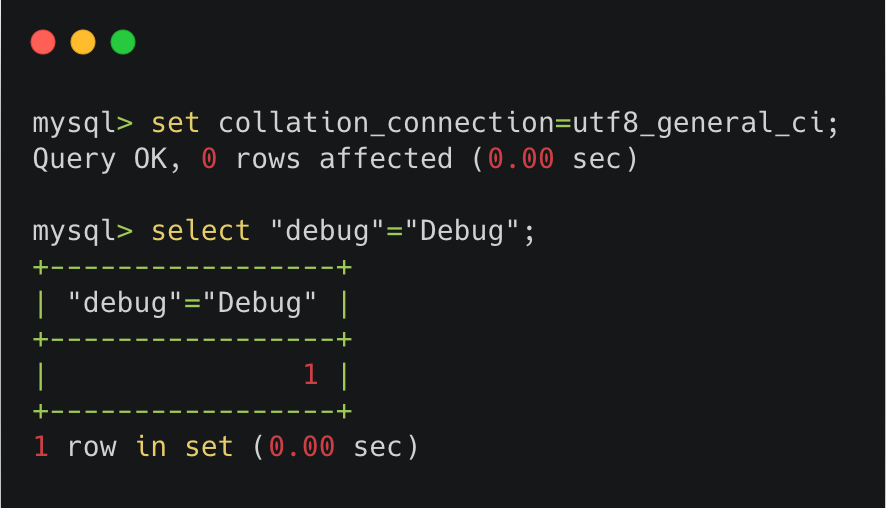 mysql> set collation_connection=utf8_general_ci;
Query OK, 0 rows affected (0.00 sec)
mysql> select "debug"="Debug";
+-----------------+
| "debug"="Debug" |
+-----------------+
|               1 |
+-----------------+
1 row in set (0.00 sec)